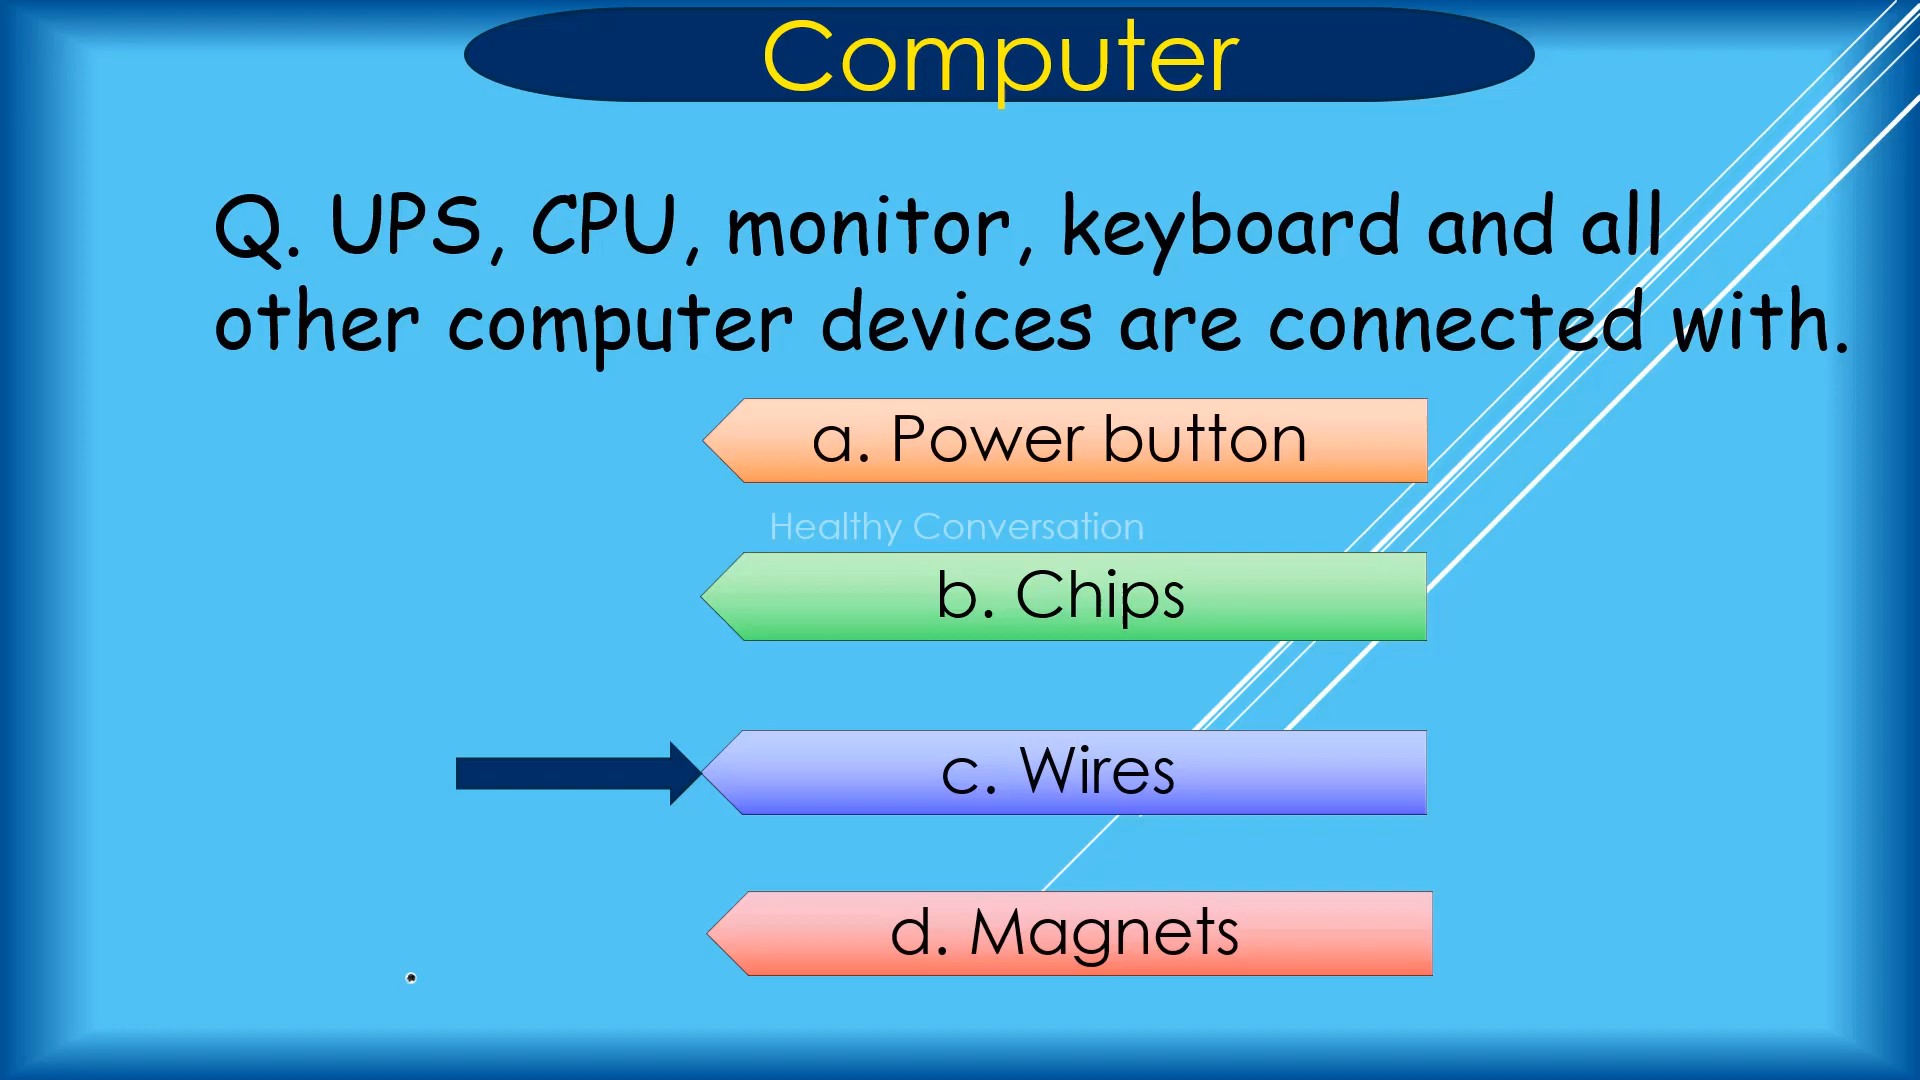 Computer
Q. UPS, CPU, monitor, keyboard and all
other computer devices are connected with.
a. Power button
Healthy Conversation
b. Chips
c. Wires
d. Magnets